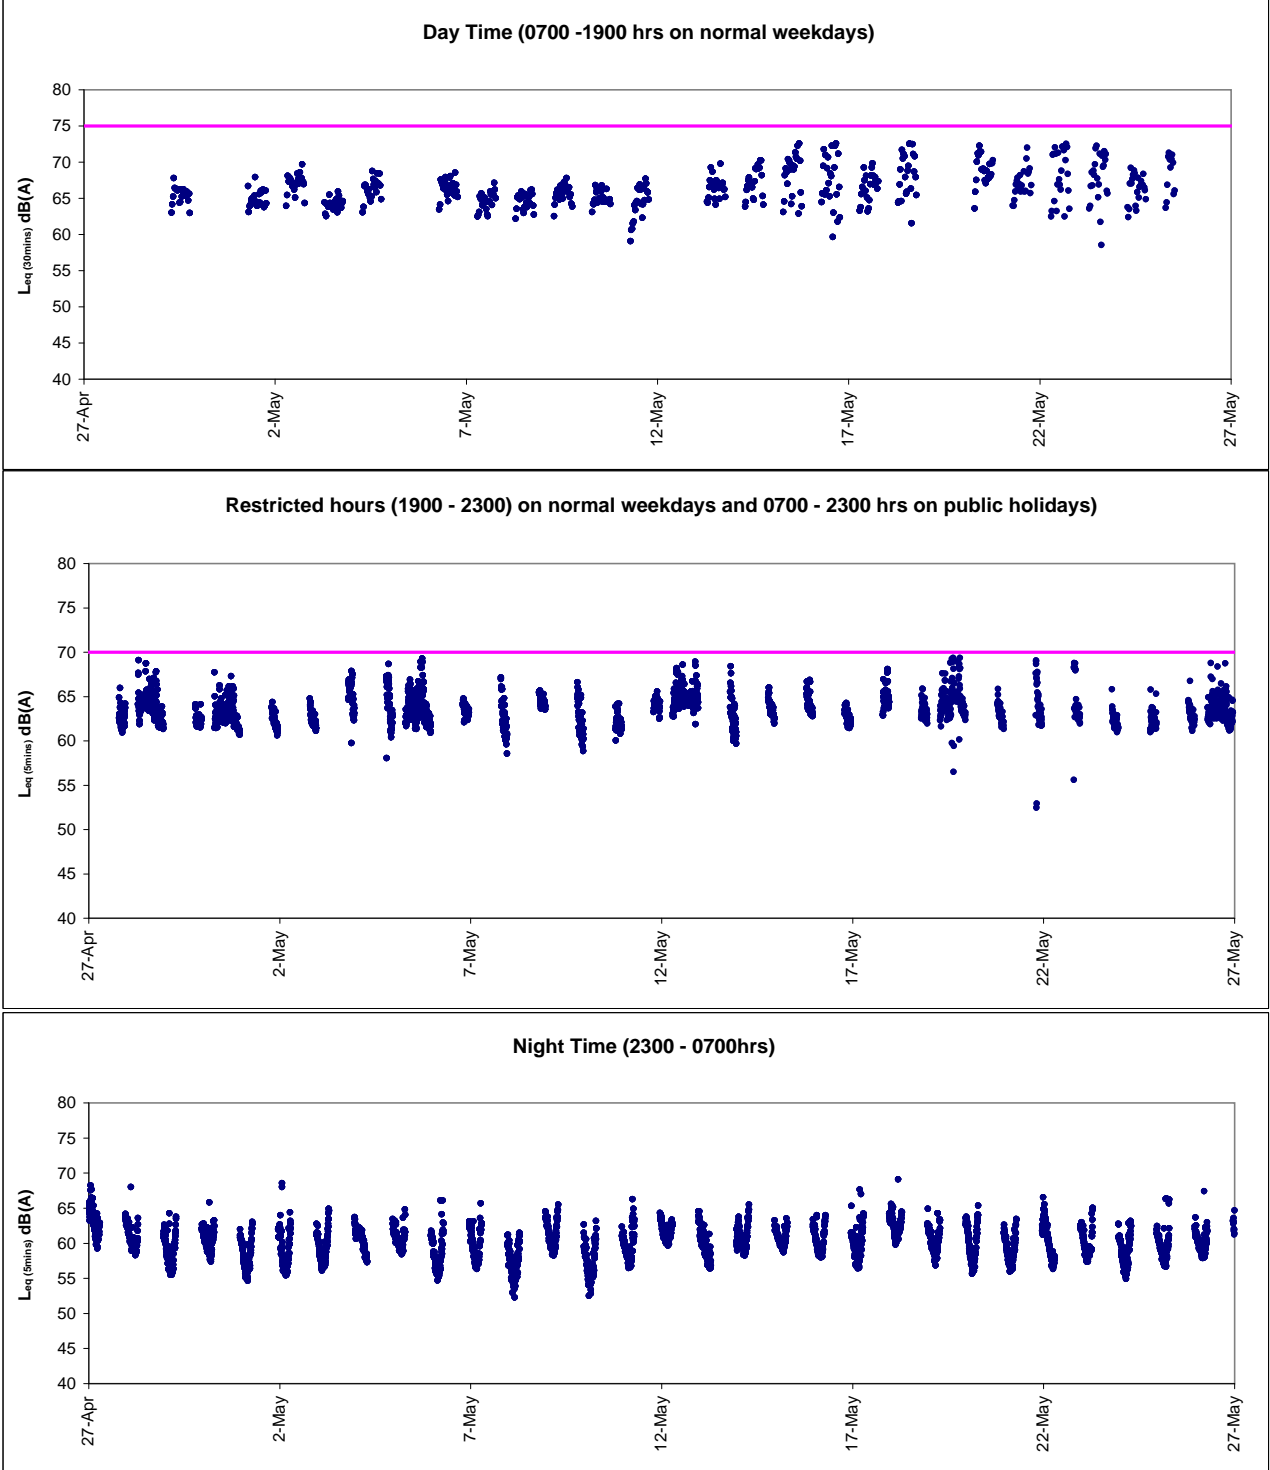 Day Time (0700 -1900 hrs on normal weekdays)
Leq (30mins) dB(A)
80
75
70
65
60
55
50
45
40
27-Apr
2-May
7-May
12-May
17-May
22-May
27-May
Restricted hours (1900 - 2300) on normal weekdays and 0700 - 2300 hrs on public holidays)
Leq (5mins) dB(A)
80
75
70
65
60
55
50
45
40
27-Apr
2-May
7-May
12-May
17-May
22-May
27-May
Night Time (2300 - 0700hrs)
Leq (5mins) dB(A)
80
75
70
65
60
55
50
45
40
27-Apr
2-May
7-May
12-May
17-May
22-May
27-May